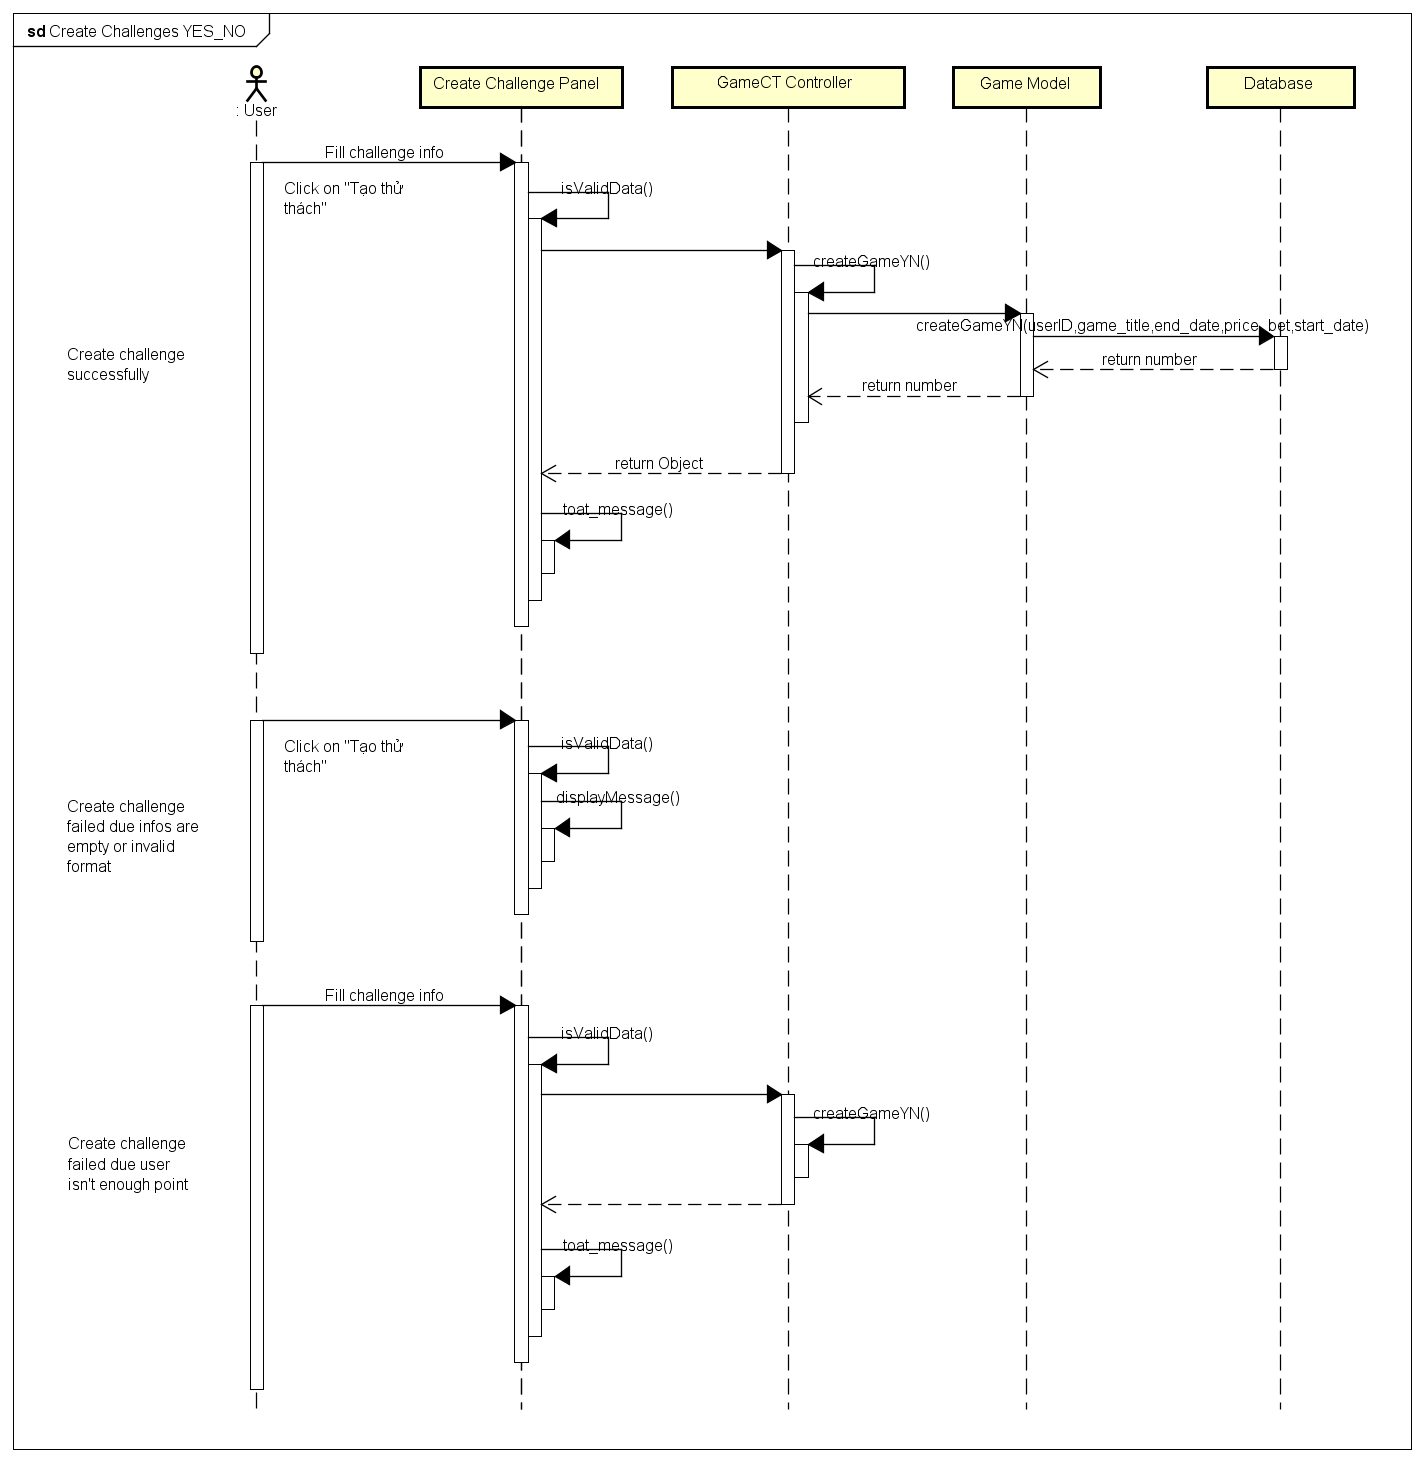 sd Create Challenges YES_NO
: User
Create Challenge Panel
GameCT Controller
Game Model
Database
Fill challenge info
Click on "Tạo thử
thách"
isValidData()
createGameYN()
createGameYN(userID,game_title,end_date,price_bet,start_date)
Create challenge
successfully
return number
return number
return Object
toat_message()
Click on "Tạo thử
thách"
isValidData()
displayMessage()
Create challenge
failed due infos are
empty or invalid
format
Fill challenge info
isValidData()
createGameYN()
Create challenge
failed due user
isn't enough point
toat_message()